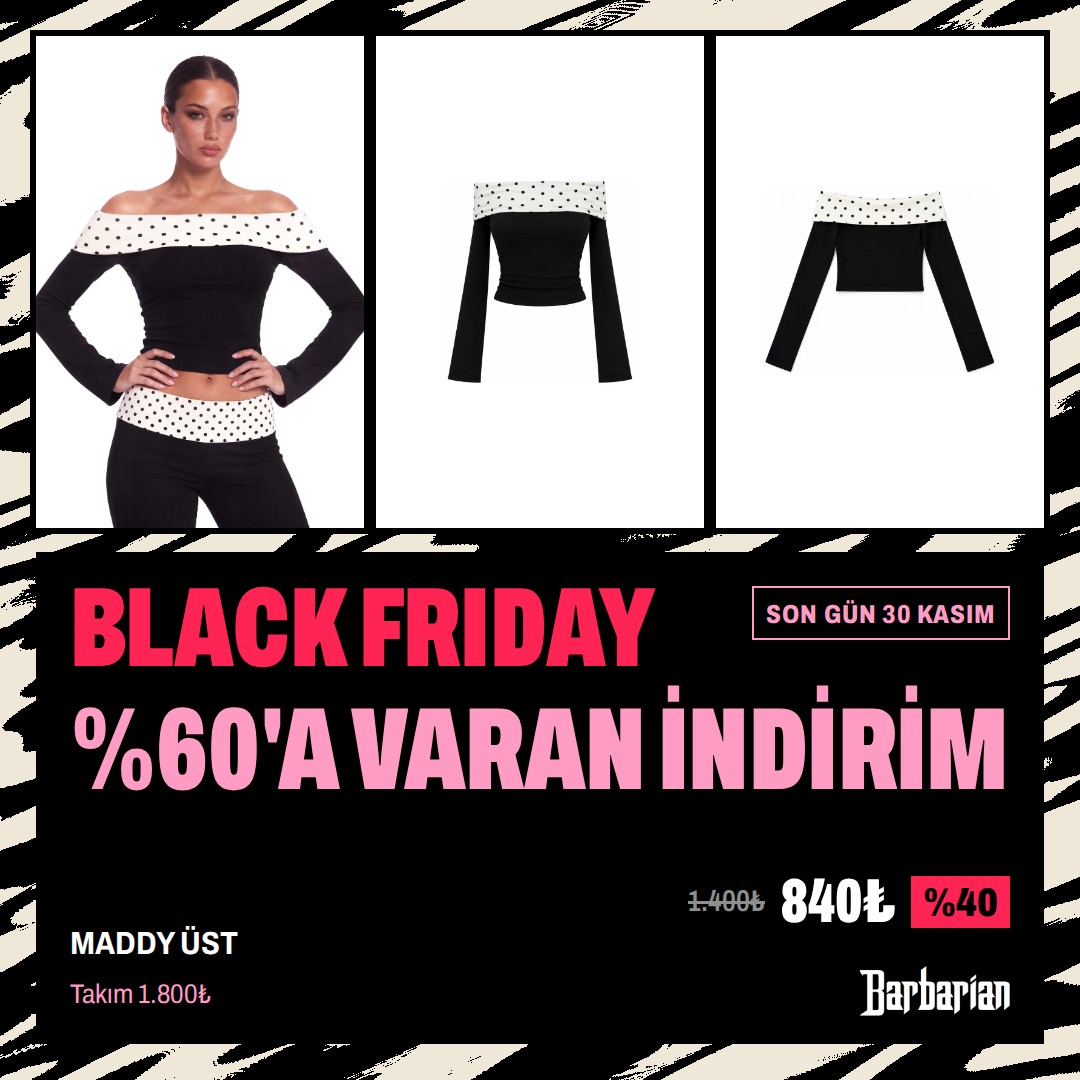 BLACK FRIDAY
SON GÜN 30 KASIM
%60'A VARAN İNDİRİM
1.400₺ 840₺ %40
MADDY ÜST
Takım 1.800₺
Barbarian